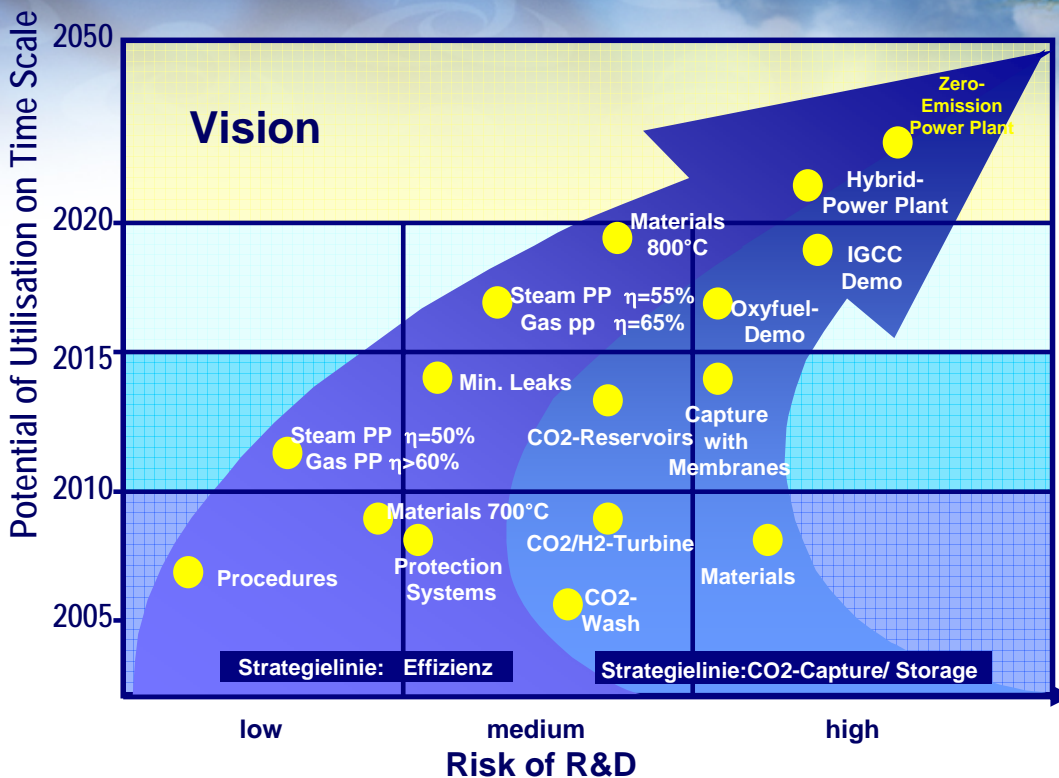 Potential of Utilisation on Time Scale
2050
2020
2015
2010
2005
Vision
Zero-
Emission
Power Plant
Hybrid-
Power Plant
Materials
800°C
IGCC
Demo
Steam PP η=55%
Gas pp η=65%
Oxyfuel-
Demo
Min. Leaks
CO2-Reservoirs
Capture
with
Membranes
Steam PP η=50%
Gas PP η>60%
Materials 700°C
CO2/H2-Turbine
Protection
Systems
Procedures
Materials
CO2-
Wash
Strategielinie: Effizienz
Strategielinie:CO2-Capture/ Storage
low
medium
high
Risk of R&D